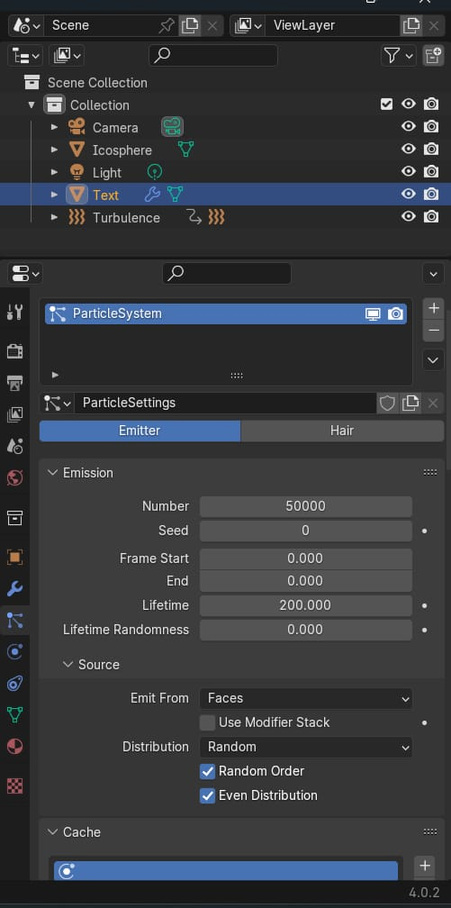 Scene ViewLayer
Scene Collection
Collection
Camera
Icosphere
Light
Text
Turbulence
ParticleSystem
ParticleSettings
Emitter Hair
Emission
Number 50000
Seed 0
Frame Start 0.000
End 0.000
Lifetime 200.000
Lifetime Randomness 0.000
Source
Emit From Faces
Use Modifier Stack
Distribution Random
Random Order
Even Distribution
Cache
4.0.2